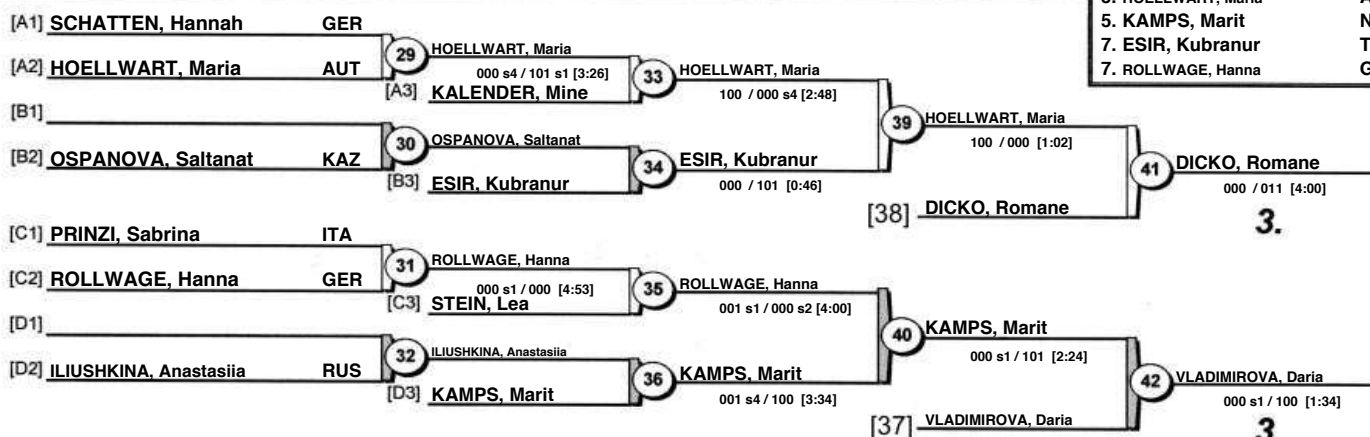 5. HOELLWART, Maria A
5. KAMPS, Marit N
7. ESIR, Kubranur T
7. ROLLWAGE, Hanna G
[A1] SCHATTEN, Hannah GER
[A2] HOELLWART, Maria AUT
29
HOELLWART, Maria
000 s4 / 101 s1 [3:26]
[A3] KALENDER, Mine
33
HOELLWART, Maria
100 / 000 s4 [2:48]
[B1]
[B2] OSPANOVA, Saltanat KAZ
30
OSPANOVA, Saltanat
[B3] ESIR, Kubranur
34
ESIR, Kubranur
000 / 101 [0:46]
39
HOELLWART, Maria
100 / 000 [1:02]
[38] DICKO, Romane
41
DICKO, Romane
000 / 011 [4:00]
3.
[C1] PRINZI, Sabrina ITA
[C2] ROLLWAGE, Hanna GER
31
ROLLWAGE, Hanna
000 s1 / 000 [4:53]
[C3] STEIN, Lea
35
ROLLWAGE, Hanna
001 s1 / 000 s2 [4:00]
[D1]
[D2] ILIUSHKINA, Anastasiia RUS
32
ILIUSHKINA, Anastasiia
[D3] KAMPS, Marit
36
KAMPS, Marit
001 s4 / 100 [3:34]
40
KAMPS, Marit
000 s1 / 101 [2:24]
[37] VLADIMIROVA, Daria
42
VLADIMIROVA, Daria
000 s1 / 100 [1:34]
3